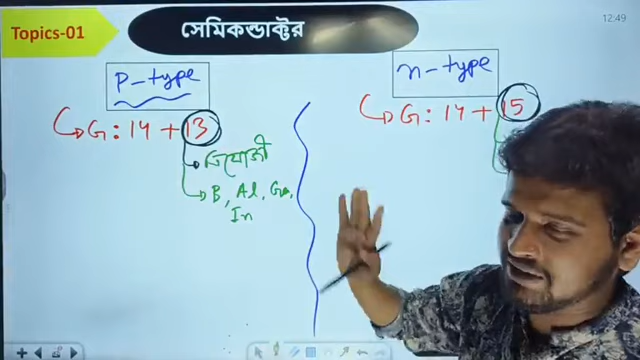 Topics-01
সেমিকন্ডাক্টর
12:49
P-type
n-type
G: 14 + 13
G: 14 + 15
ত্রিযোজী
B, Al, Ga,
In